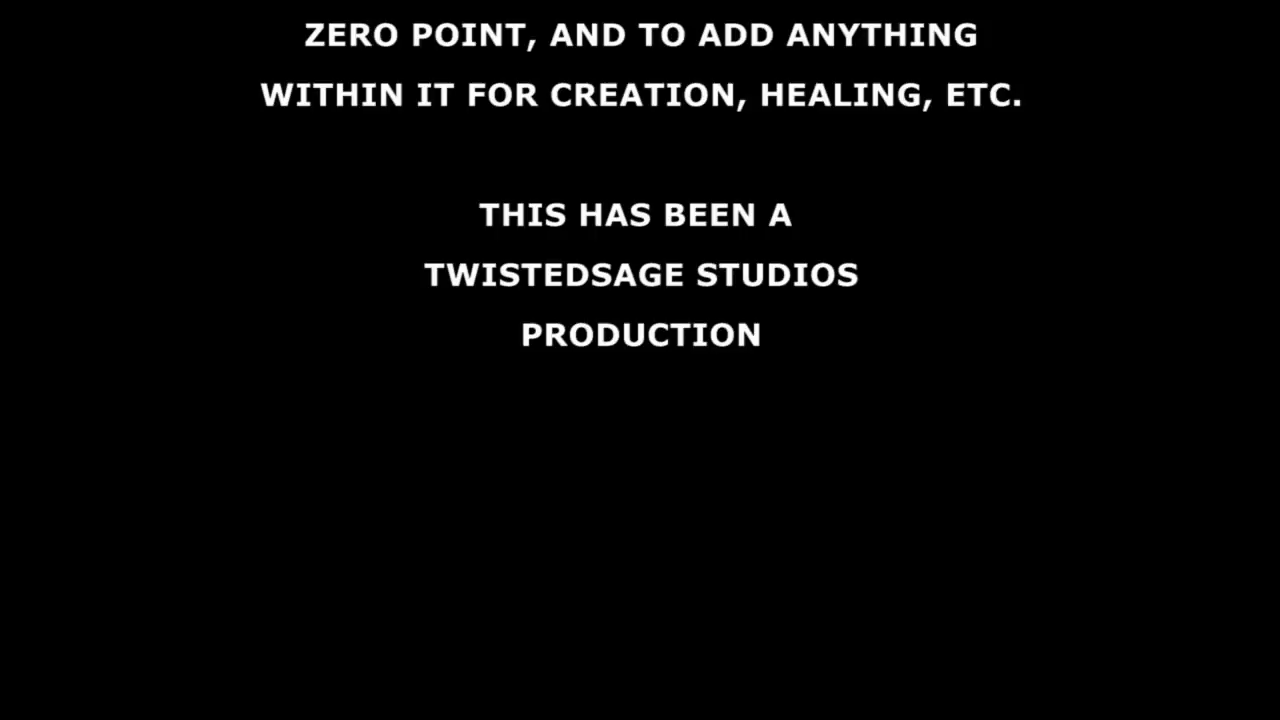 ZERO POINT, AND TO ADD ANYTHING
WITHIN IT FOR CREATION, HEALING, ETC.
THIS HAS BEEN A
TWISTEDSAGE STUDIOS
PRODUCTION